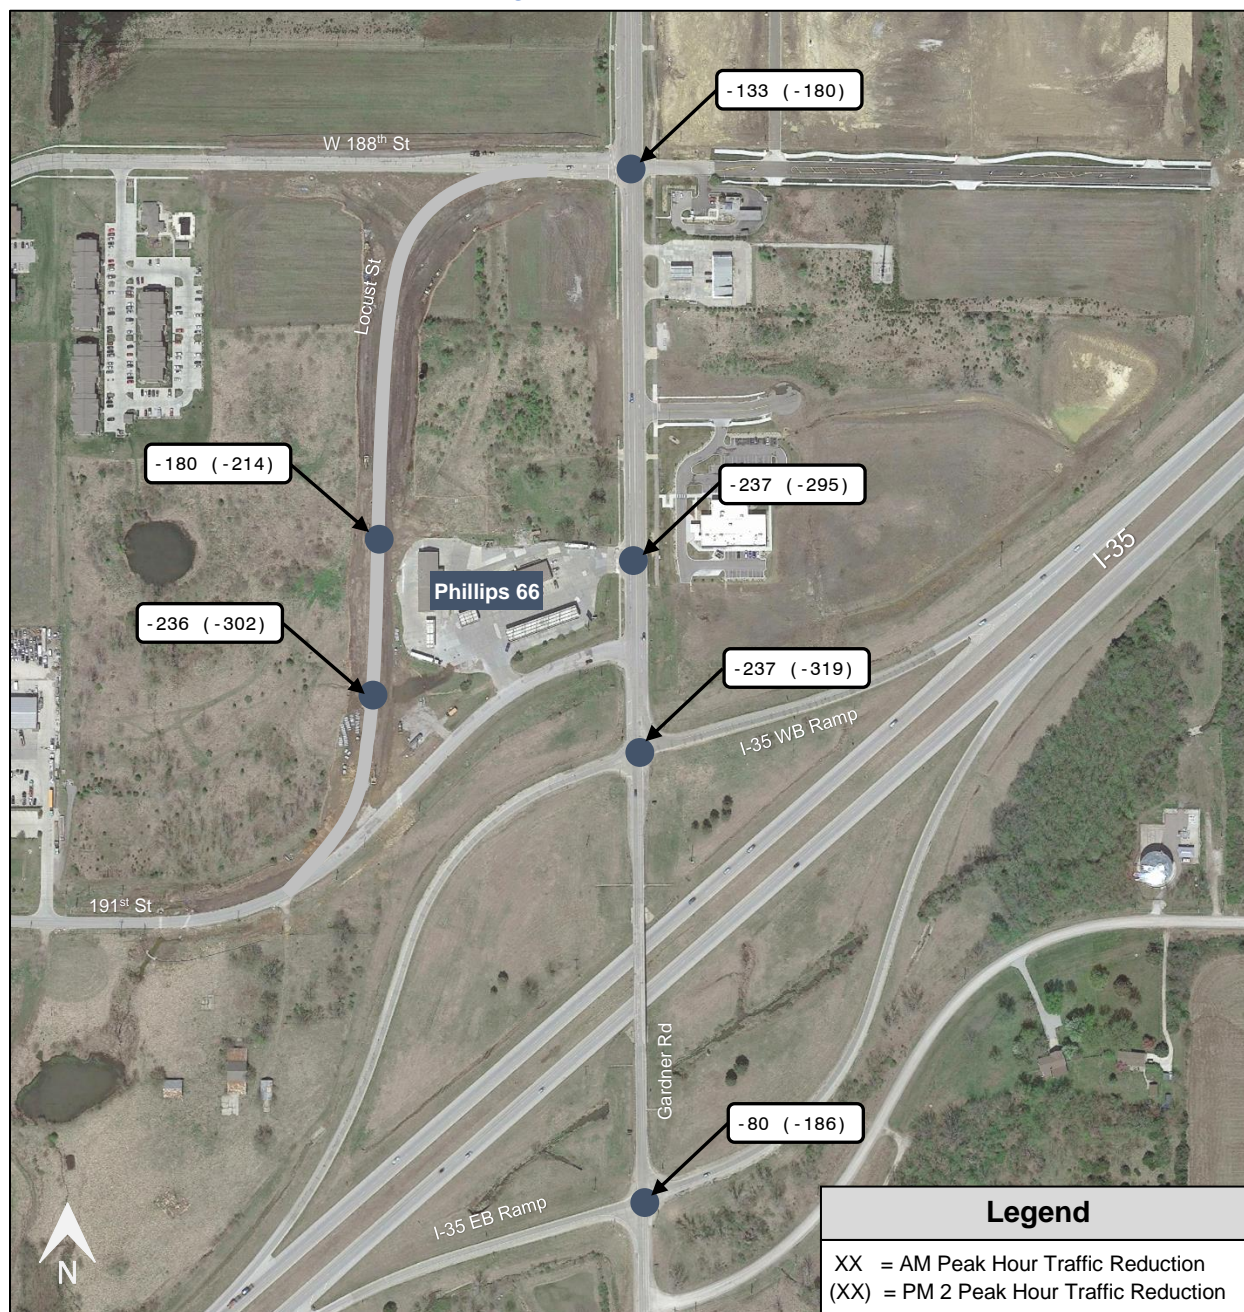 -133 (-180)
W 188th St
Locust St
-180 (-214)
-237 (-295)
I-35
Phillips 66
-236 (-302)
-237 (-319)
I-35 WB Ramp
191st St
Gardner Rd
-80 (-186)
I-35 EB Ramp
N
Legend
XX = AM Peak Hour Traffic Reduction
(XX) = PM 2 Peak Hour Traffic Reduction